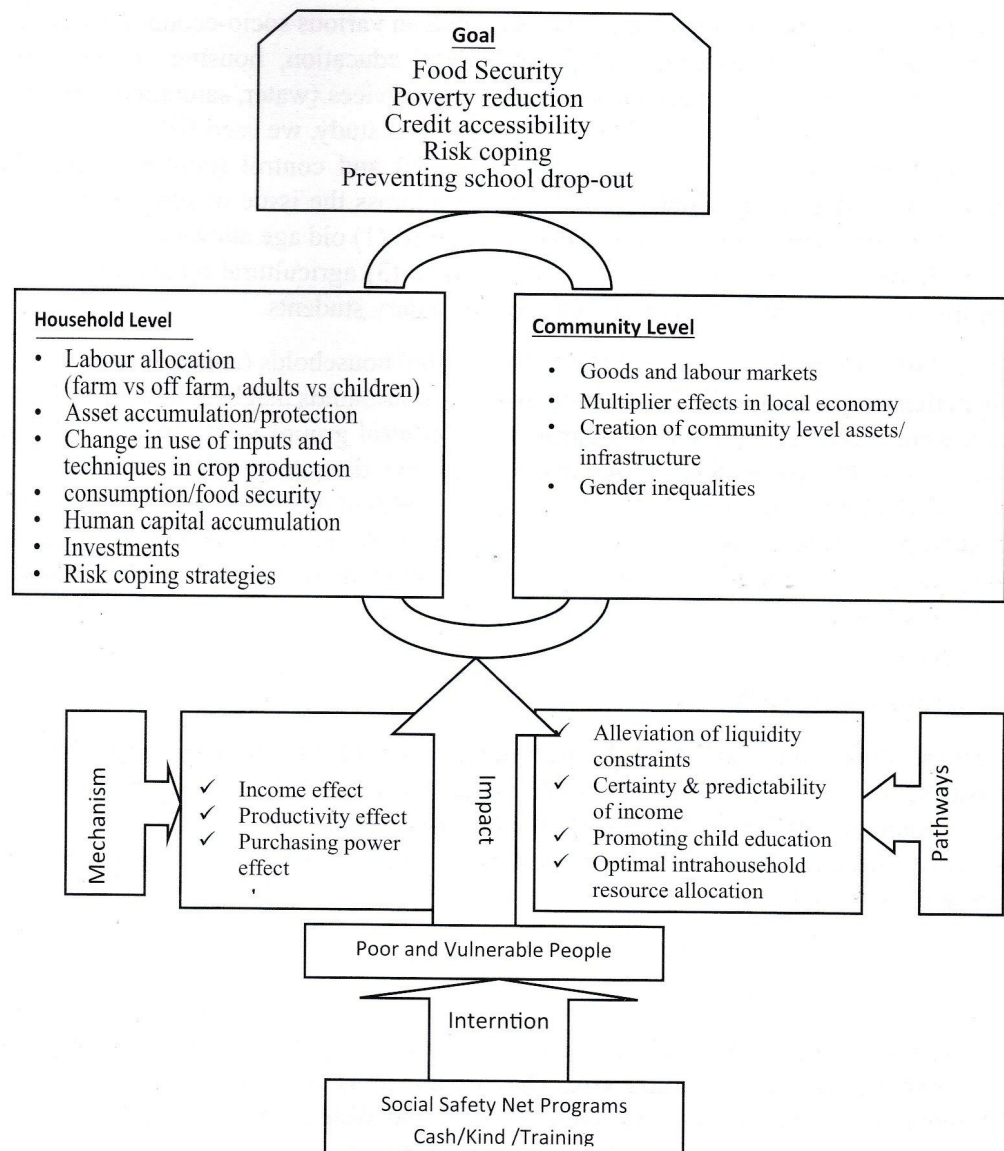 Goal
Food Security
Poverty reduction
Credit accessibility
Risk coping
Preventing school drop-out
Household Level
• Labour allocation
(farm vs off farm, adults vs children)
• Asset accumulation/protection
• Change in use of inputs and
techniques in crop production
• consumption/food security
• Human capital accumulation
• Investments
• Risk coping strategies
Community Level
• Goods and labour markets
• Multiplier effects in local economy
• Creation of community level assets/
infrastructure
• Gender inequalities
Mechanism
✓ Income effect
✓ Productivity effect
✓ Purchasing power
effect
Impact
✓ Alleviation of liquidity
constraints
✓ Certainty & predictability
of income
✓ Promoting child education
✓ Optimal intrahousehold
resource allocation
Pathways
Poor and Vulnerable People
Interntion
Social Safety Net Programs
Cash/Kind /Training